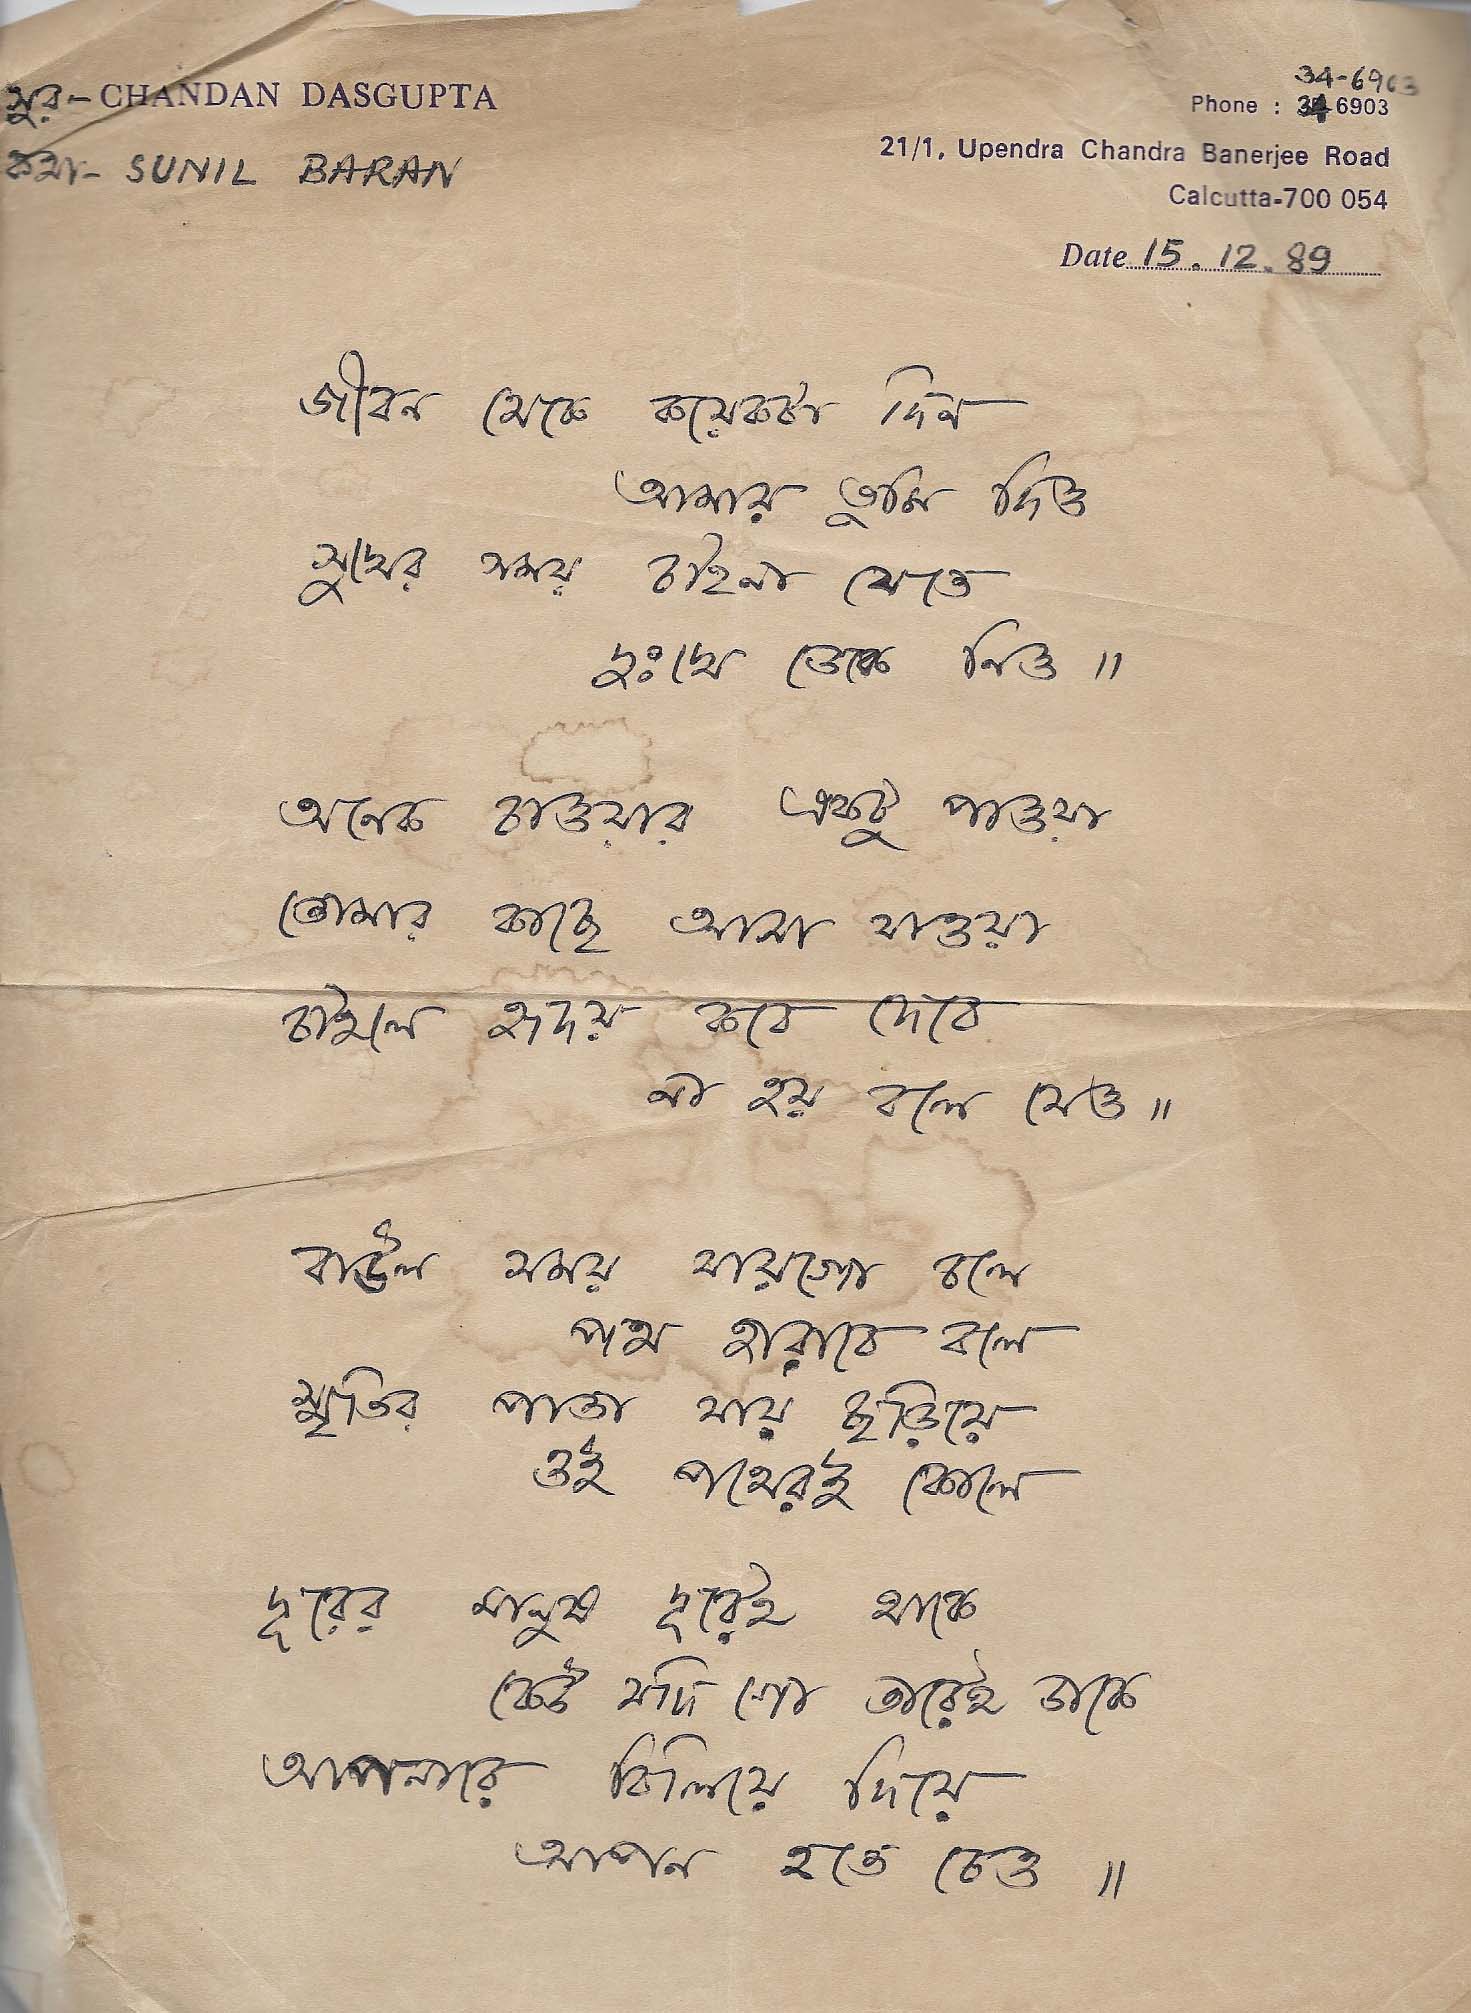 সুর- CHANDAN DASGUPTA
কথা- SUNIL BARAN
34-6903
Phone : 34 6903
21/1, Upendra Chandra Banerjee Road
Calcutta-700 054
Date 15.12.89
জীবন থেকে কয়েকটা দিন
আমায় তুমি দিও
সুখের সময় চাইনা যেতে
দুঃখে ডেকে নিও ॥
অনেক চাওয়ার একটু পাওয়া
তোমার কাছে আসা যাওয়া
চাইলে হৃদয় কবে দেবে
না হয় বলে যেও ॥
বাউল সময় যায়গো চলে
পথ হারাবে বলে
স্মৃতির পাতা যায় ছড়িয়ে
ওই পথেরই কোলে
দূরের মানুষ দূরেই থাকে
কেউ যদি গো তারেই ডাকে
আপনারে বিলিয়ে দিয়ে
আপন হতে চেও ॥